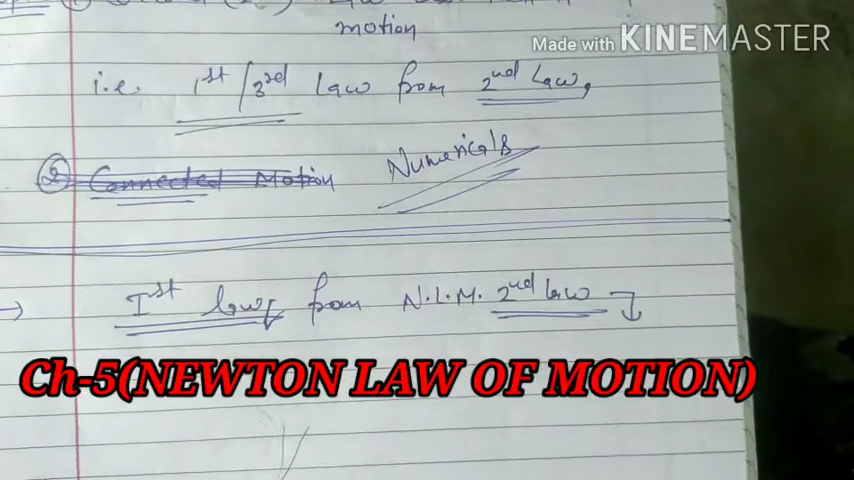 motion
Made with KINEMASTER
i.e. 1st/3rd Law from 2nd Law,
② Connected Motion Numericals
→ Ist law from N.L.M. 2nd law ↴
Ch-5(NEWTON LAW OF MOTION)